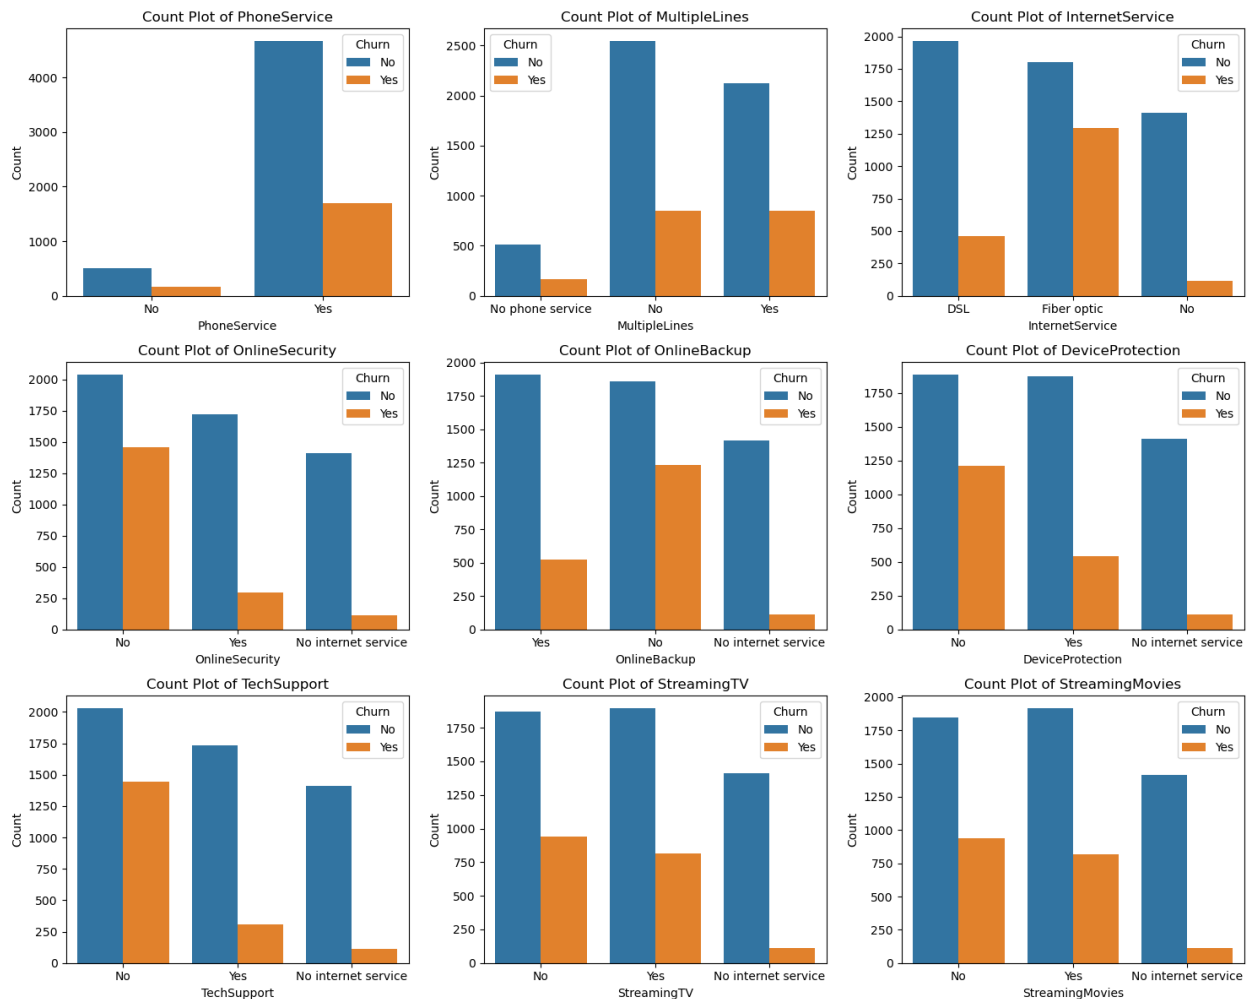 Count Plot of PhoneService
Churn
No
Yes
4000
3000
2000
1000
0
Count
No Yes
PhoneService
Count Plot of MultipleLines
Churn
No
Yes
2500
2000
1500
1000
500
0
Count
No phone service No Yes
MultipleLines
Count Plot of InternetService
Churn
No
Yes
2000
1750
1500
1250
1000
750
500
250
0
Count
DSL Fiber optic No
InternetService
Count Plot of OnlineSecurity
Churn
No
Yes
2000
1750
1500
1250
1000
750
500
250
0
Count
No Yes No internet service
OnlineSecurity
Count Plot of OnlineBackup
Churn
No
Yes
2000
1750
1500
1250
1000
750
500
250
0
Count
Yes No No internet service
OnlineBackup
Count Plot of DeviceProtection
Churn
No
Yes
1750
1500
1250
1000
750
500
250
0
Count
No Yes No internet service
DeviceProtection
Count Plot of TechSupport
Churn
No
Yes
2000
1750
1500
1250
1000
750
500
250
0
Count
No Yes No internet service
TechSupport
Count Plot of StreamingTV
Churn
No
Yes
1750
1500
1250
1000
750
500
250
0
Count
No Yes No internet service
StreamingTV
Count Plot of StreamingMovies
Churn
No
Yes
2000
1750
1500
1250
1000
750
500
250
0
Count
No Yes No internet service
StreamingMovies